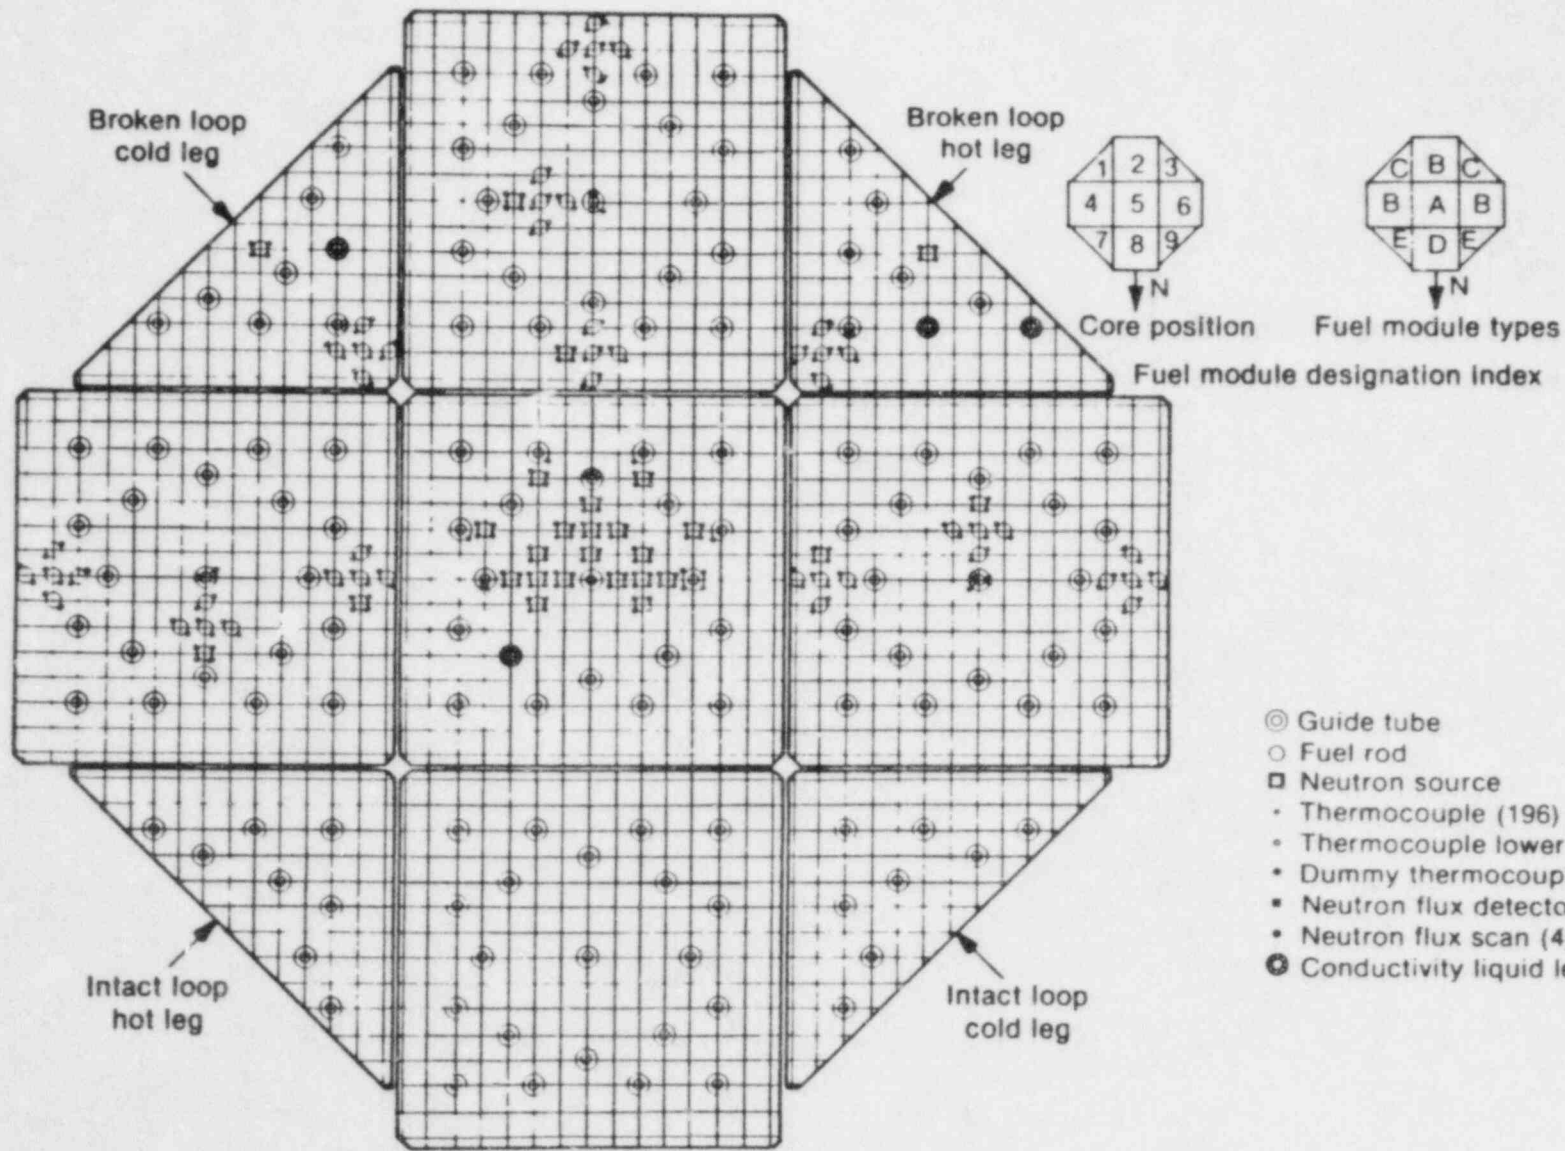 Broken loop
cold leg
Broken loop
hot leg
1 2 3
4 5 6
7 8 9
N
Core position
C B C
B A B
E D E
N
Fuel module types
Fuel module designation index
Guide tube
Fuel rod
Neutron source
Thermocouple (196)
Thermocouple lower
Dummy thermocoup
Neutron flux detecto
Neutron flux scan (4
Conductivity liquid le
Intact loop
hot leg
Intact loop
cold leg